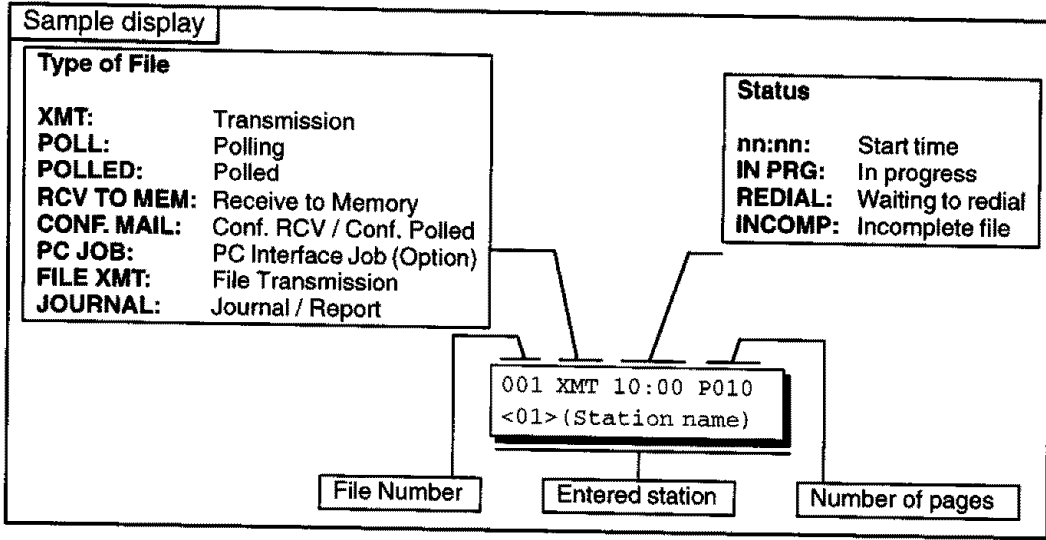 Sample display
Type of File
XMT: Transmission
POLL: Polling
POLLED: Polled
RCV TO MEM: Receive to Memory
CONF. MAIL: Conf. RCV / Conf. Polled
PC JOB: PC Interface Job (Option)
FILE XMT: File Transmission
JOURNAL: Journal / Report
Status
nn:nn: Start time
IN PRG: In progress
REDIAL: Waiting to redial
INCOMP: Incomplete file
001 XMT 10:00 P010
<01>(Station name)
File Number
Entered station
Number of pages